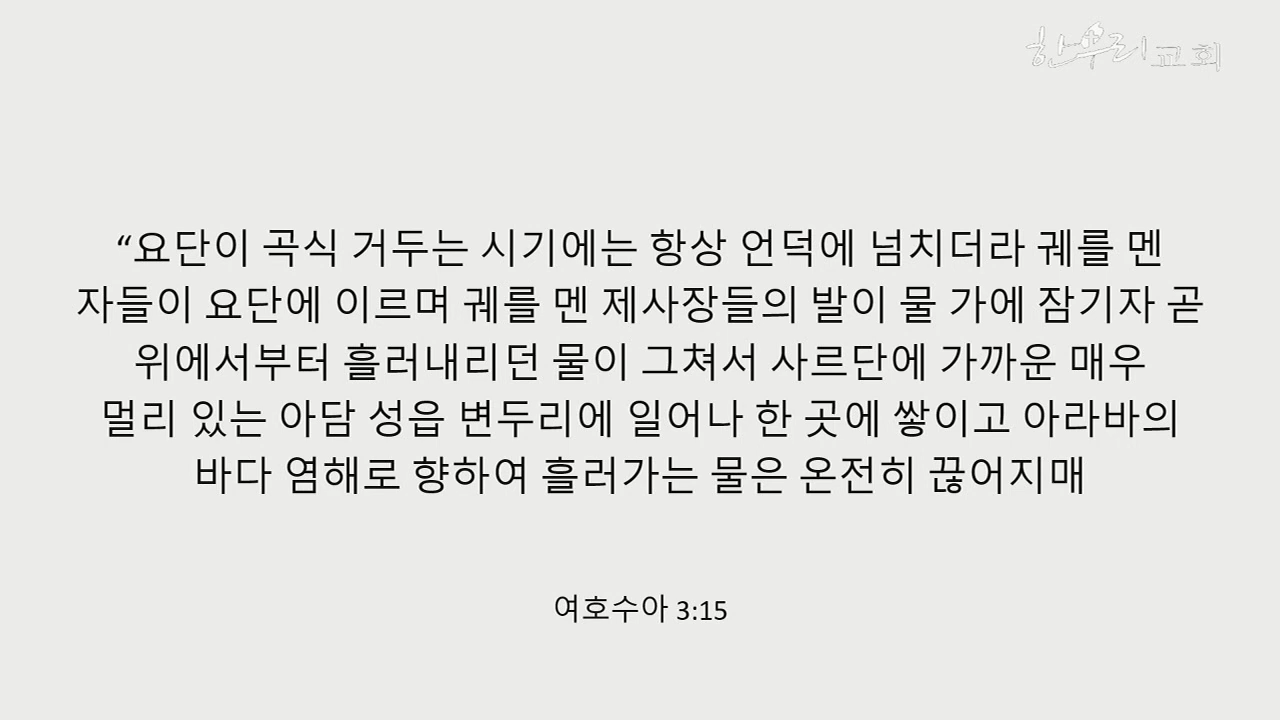 한우리교회
“요단이 곡식 거두는 시기에는 항상 언덕에 넘치더라 궤를 멘
자들이 요단에 이르며 궤를 멘 제사장들의 발이 물 가에 잠기자 곧
위에서부터 흘러내리던 물이 그쳐서 사르단에 가까운 매우
멀리 있는 아담 성읍 변두리에 일어나 한 곳에 쌓이고 아라바의
바다 염해로 향하여 흘러가는 물은 온전히 끊어지매
여호수아 3:15